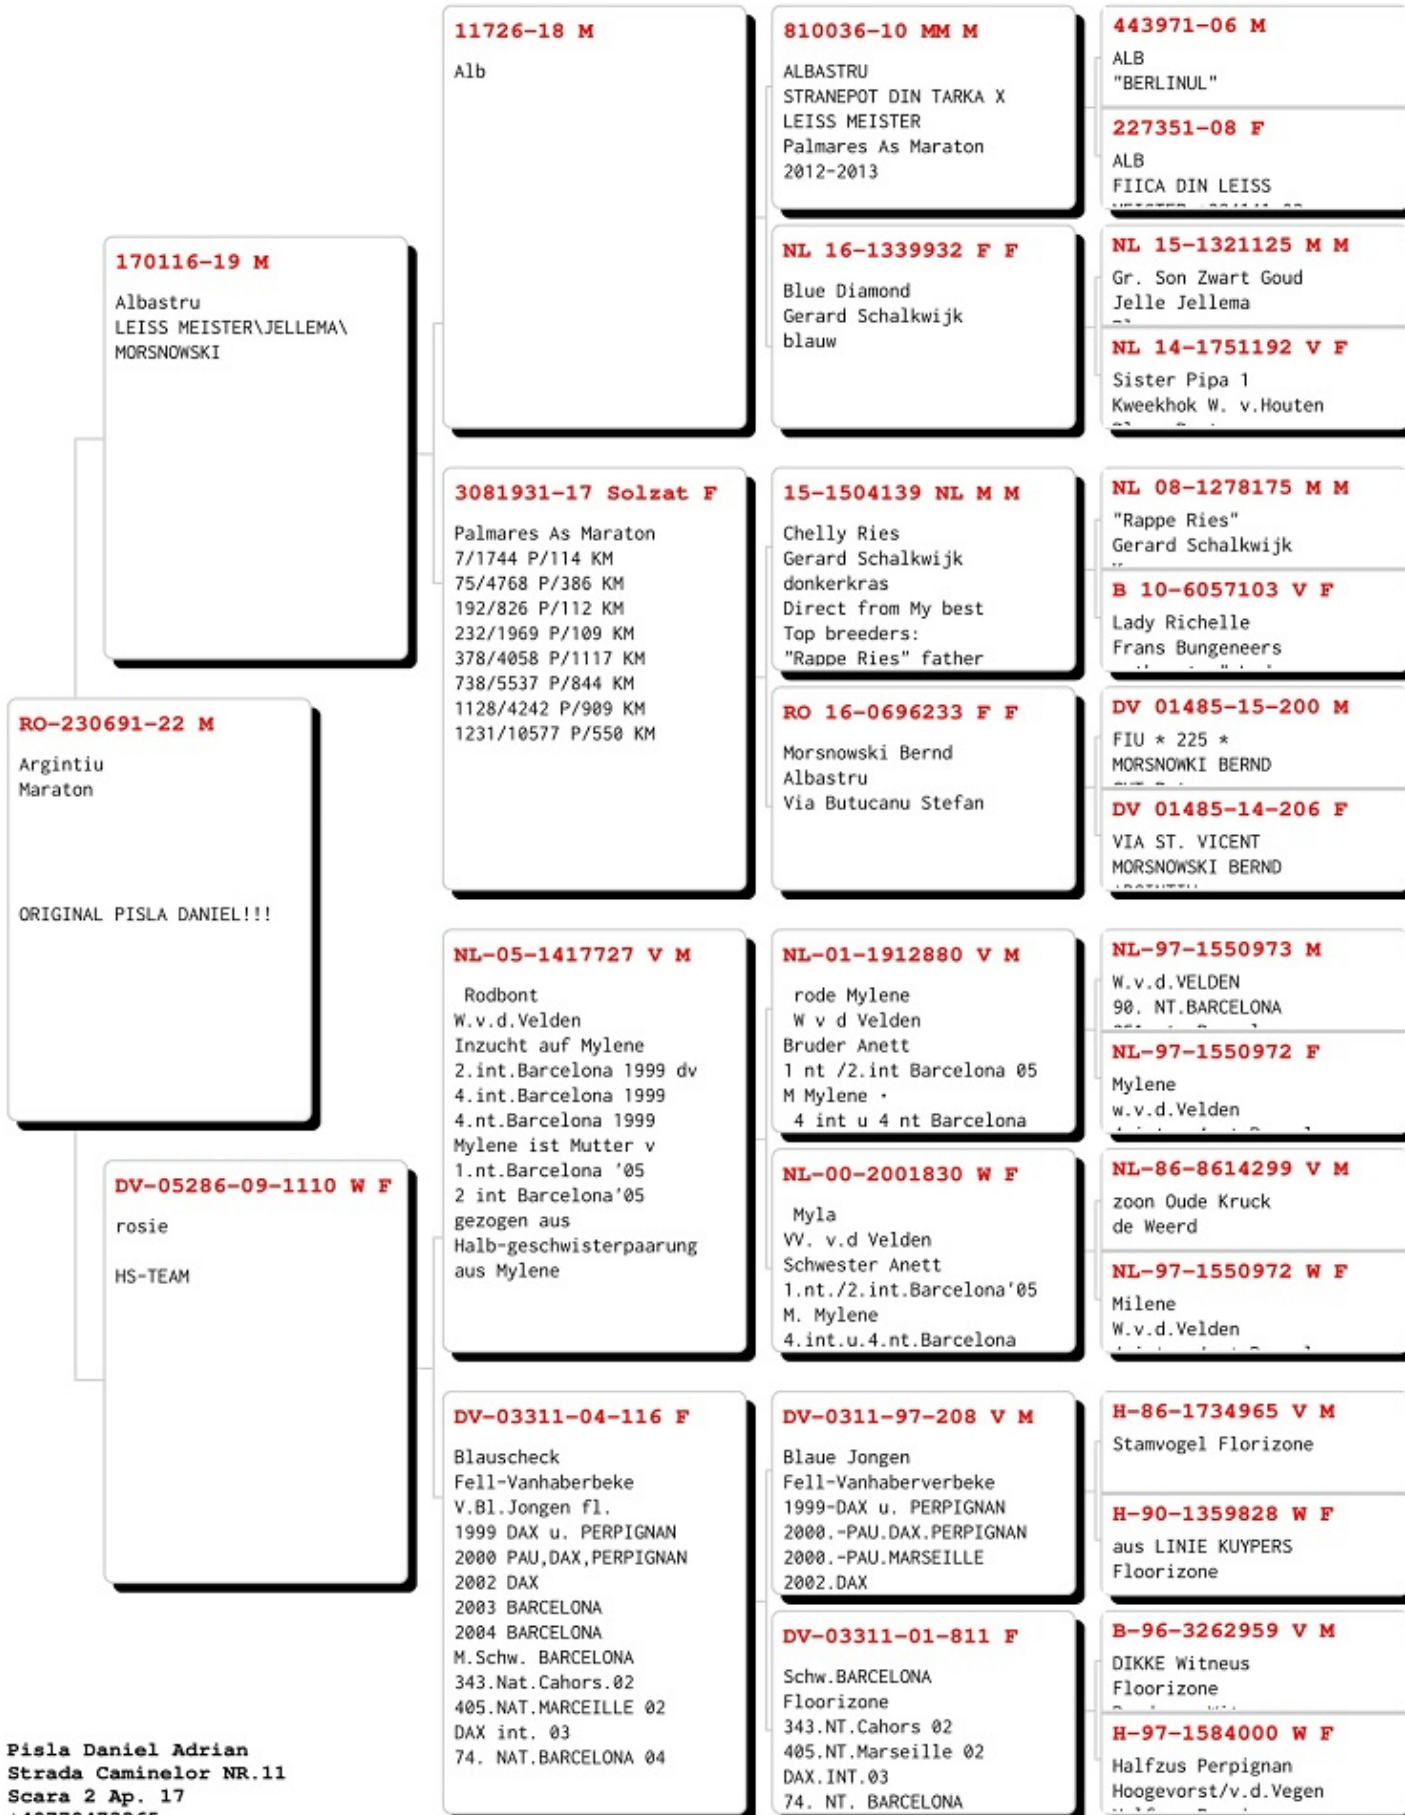 RO-230691-22 M
Argintiu
Maraton
ORIGINAL PISLA DANIEL!!!
170116-19 M
Albastru
LEISS MEISTER\JELLEMA\
MORSNOWSKI
DV-05286-09-1110 W F
rosie
HS-TEAM
11726-18 M
Alb
3081931-17 Solzat F
Palmares As Maraton
7/1744 P/114 KM
75/4768 P/386 KM
192/826 P/112 KM
232/1969 P/109 KM
378/4058 P/1117 KM
738/5537 P/844 KM
1128/4242 P/909 KM
1231/10577 P/550 KM
NL-05-1417727 V M
Rodbont
W.v.d.Velden
Inzucht auf Mylene
2.int.Barcelona 1999 dv
4.int.Barcelona 1999
4.nt.Barcelona 1999
Mylene ist Mutter v
1.nt.Barcelona '05
2 int Barcelona'05
gezogen aus
Halb-geschwisterpaarung
aus Mylene
DV-03311-04-116 F
Blauscheck
Fell-Vanhaberbeke
V.Bl.Jongen fl.
1999 DAX u. PERPIGNAN
2000 PAU,DAX,PERPIGNAN
2002 DAX
2003 BARCELONA
2004 BARCELONA
M.Schw. BARCELONA
343.Nat.Cahors.02
405.NAT.MARCEILLE 02
DAX int. 03
74. NAT.BARCELONA 04
810036-10 MM M
ALBASTRU
STRANEPOT DIN TARKA X
LEISS MEISTER
Palmares As Maraton
2012-2013
NL 16-1339932 F F
Blue Diamond
Gerard Schalkwijk
blauw
15-1504139 NL M M
Chelly Ries
Gerard Schalkwijk
donkerkras
Direct from My best
Top breeders:
"Rappe Ries" father
RO 16-0696233 F F
Morsnowski Bernd
Albastru
Via Butucanu Stefan
NL-01-1912880 V M
rode Mylene
W v d Velden
Bruder Anett
1 nt /2.int Barcelona 05
M Mylene ·
4 int u 4 nt Barcelona
NL-00-2001830 W F
Myla
VV. v.d Velden
Schwester Anett
1.nt./2.int.Barcelona'05
M. Mylene
4.int.u.4.nt.Barcelona
DV-0311-97-208 V M
Blaue Jongen
Fell-Vanhaberverbeke
1999-DAX u. PERPIGNAN
2000.-PAU.DAX.PERPIGNAN
2000.-PAU.MARSEILLE
2002.DAX
DV-03311-01-811 F
Schw.BARCELONA
Floorizone
343.NT.Cahors 02
405.NT.Marseille 02
DAX.INT.03
74. NT. BARCELONA
443971-06 M
ALB
"BERLINUL"
227351-08 F
ALB
FIICA DIN LEISS
NL 15-1321125 M M
Gr. Son Zwart Goud
Jelle Jellema
NL 14-1751192 V F
Sister Pipa 1
Kweekhok W. v.Houten
NL 08-1278175 M M
"Rappe Ries"
Gerard Schalkwijk
B 10-6057103 V F
Lady Richelle
Frans Bungeneers
DV 01485-15-200 M
FIU * 225 *
MORSNOWKI BERND
DV 01485-14-206 F
VIA ST. VICENT
MORSNOWSKI BERND
NL-97-1550973 M
W.v.d.VELDEN
90. NT.BARCELONA
NL-97-1550972 F
Mylene
w.v.d.Velden
NL-86-8614299 V M
zoon Oude Kruck
de Weerd
NL-97-1550972 W F
Milene
W.v.d.Velden
H-86-1734965 V M
Stamvogel Florizone
H-90-1359828 W F
aus LINIE KUYPERS
Floorizone
B-96-3262959 V M
DIKKE Witneus
Floorizone
H-97-1584000 W F
Halfzus Perpignan
Hoogevorst/v.d.Vegen
Pisla Daniel Adrian
Strada Caminelor NR.11
Scara 2 Ap. 17